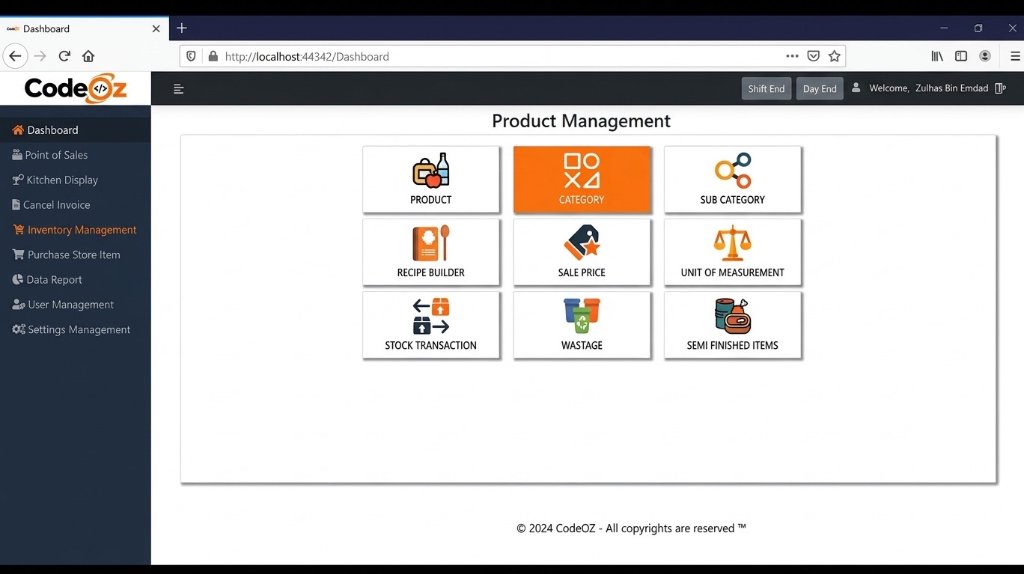 Dashboard
http://localhost:44342/Dashboard
Code</>z
Shift End
Day End
Welcome, Zulhas Bin Emdad
Dashboard
Point of Sales
Kitchen Display
Cancel Invoice
Inventory Management
Purchase Store Item
Data Report
User Management
Settings Management
Product Management
PRODUCT
CATEGORY
SUB CATEGORY
RECIPE BUILDER
SALE PRICE
UNIT OF MEASUREMENT
STOCK TRANSACTION
WASTAGE
SEMI FINISHED ITEMS
© 2024 CodeOZ - All copyrights are reserved ™